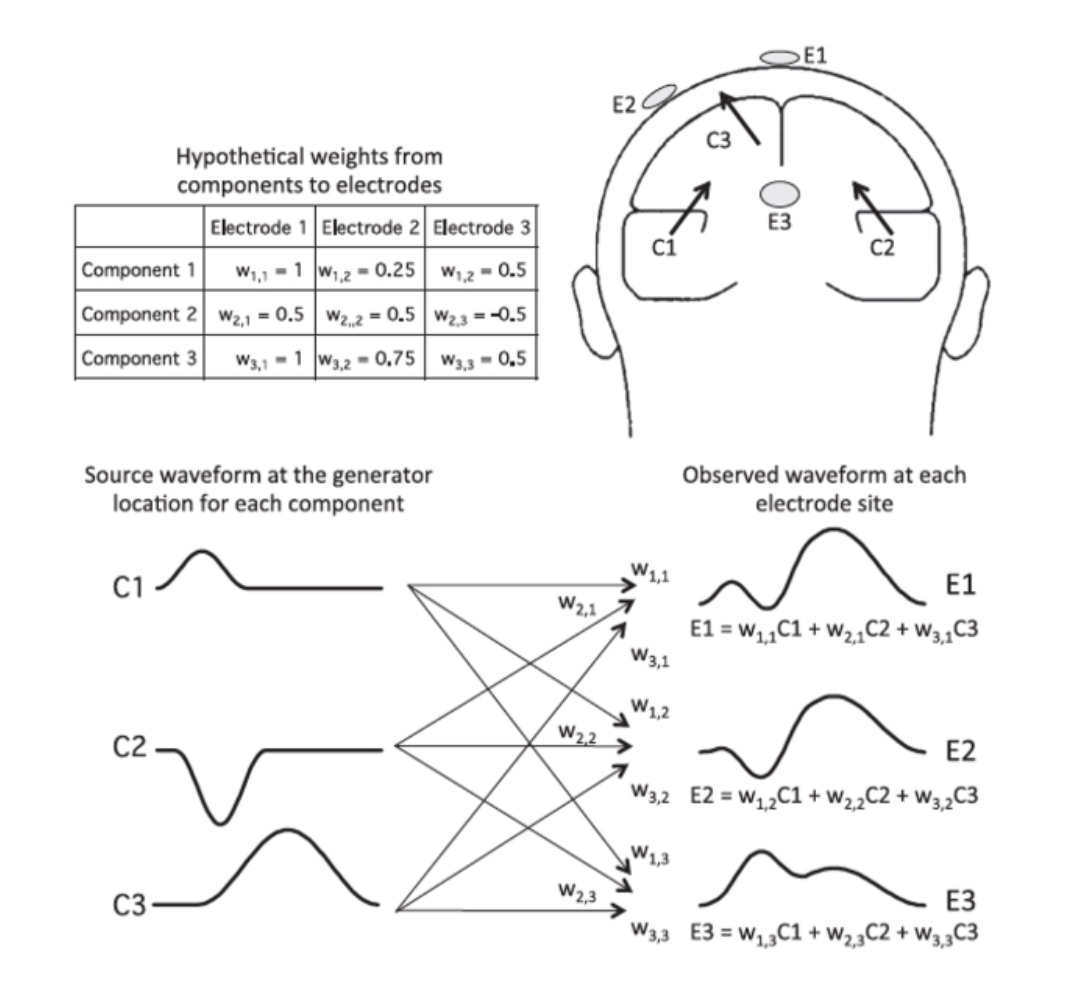 E1
E2
C3
Hypothetical weights from
components to electrodes
E3
C1
C2
Electrode 1 Electrode 2 Electrode 3
Component 1 w1,1 = 1 w1,2 = 0.25 w1,2 = 0.5
Component 2 w2,1 = 0.5 w2,,2 = 0.5 w2,3 = -0.5
Component 3 w3,1 = 1 w3,2 = 0.75 w3,3 = 0.5
Source waveform at the generator
location for each component
Observed waveform at each
electrode site
C1
C2
C3
W1,1
W2,1
W3,1
W1,2
W2,2
W3,2
W1,3
W2,3
W3,3
E1
E1 = w1,1C1 + w2,1C2 + w3,1C3
E2
E2 = w1,2C1 + w2,2C2 + w3,2C3
E3
E3 = w1,3C1 + w2,3C2 + w3,3C3